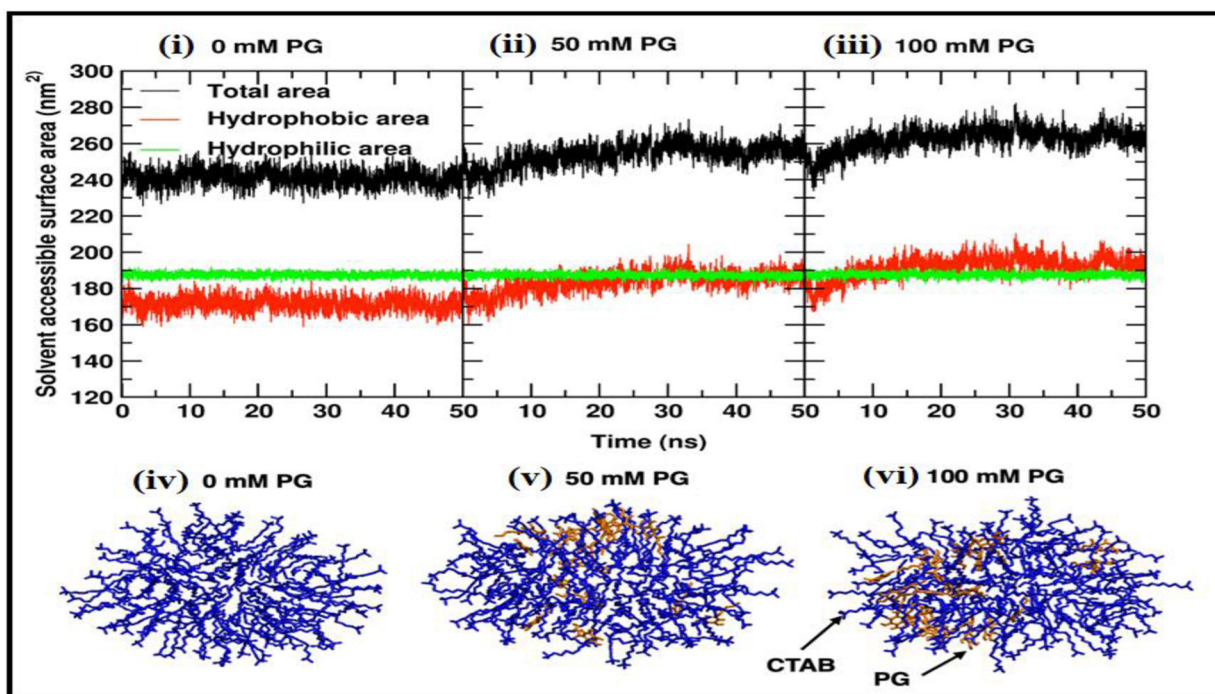 (i) 0 mM PG
(ii) 50 mM PG
(iii) 100 mM PG
Solvent accessible surface area (nm²)
300
280
260
240
220
200
180
160
140
120
Total area
Hydrophobic area
Hydrophilic area
0 10 20 30 40 50 10 20 30 40 50 10 20 30 40 50
Time (ns)
(iv) 0 mM PG
(v) 50 mM PG
(vi) 100 mM PG
CTAB
PG